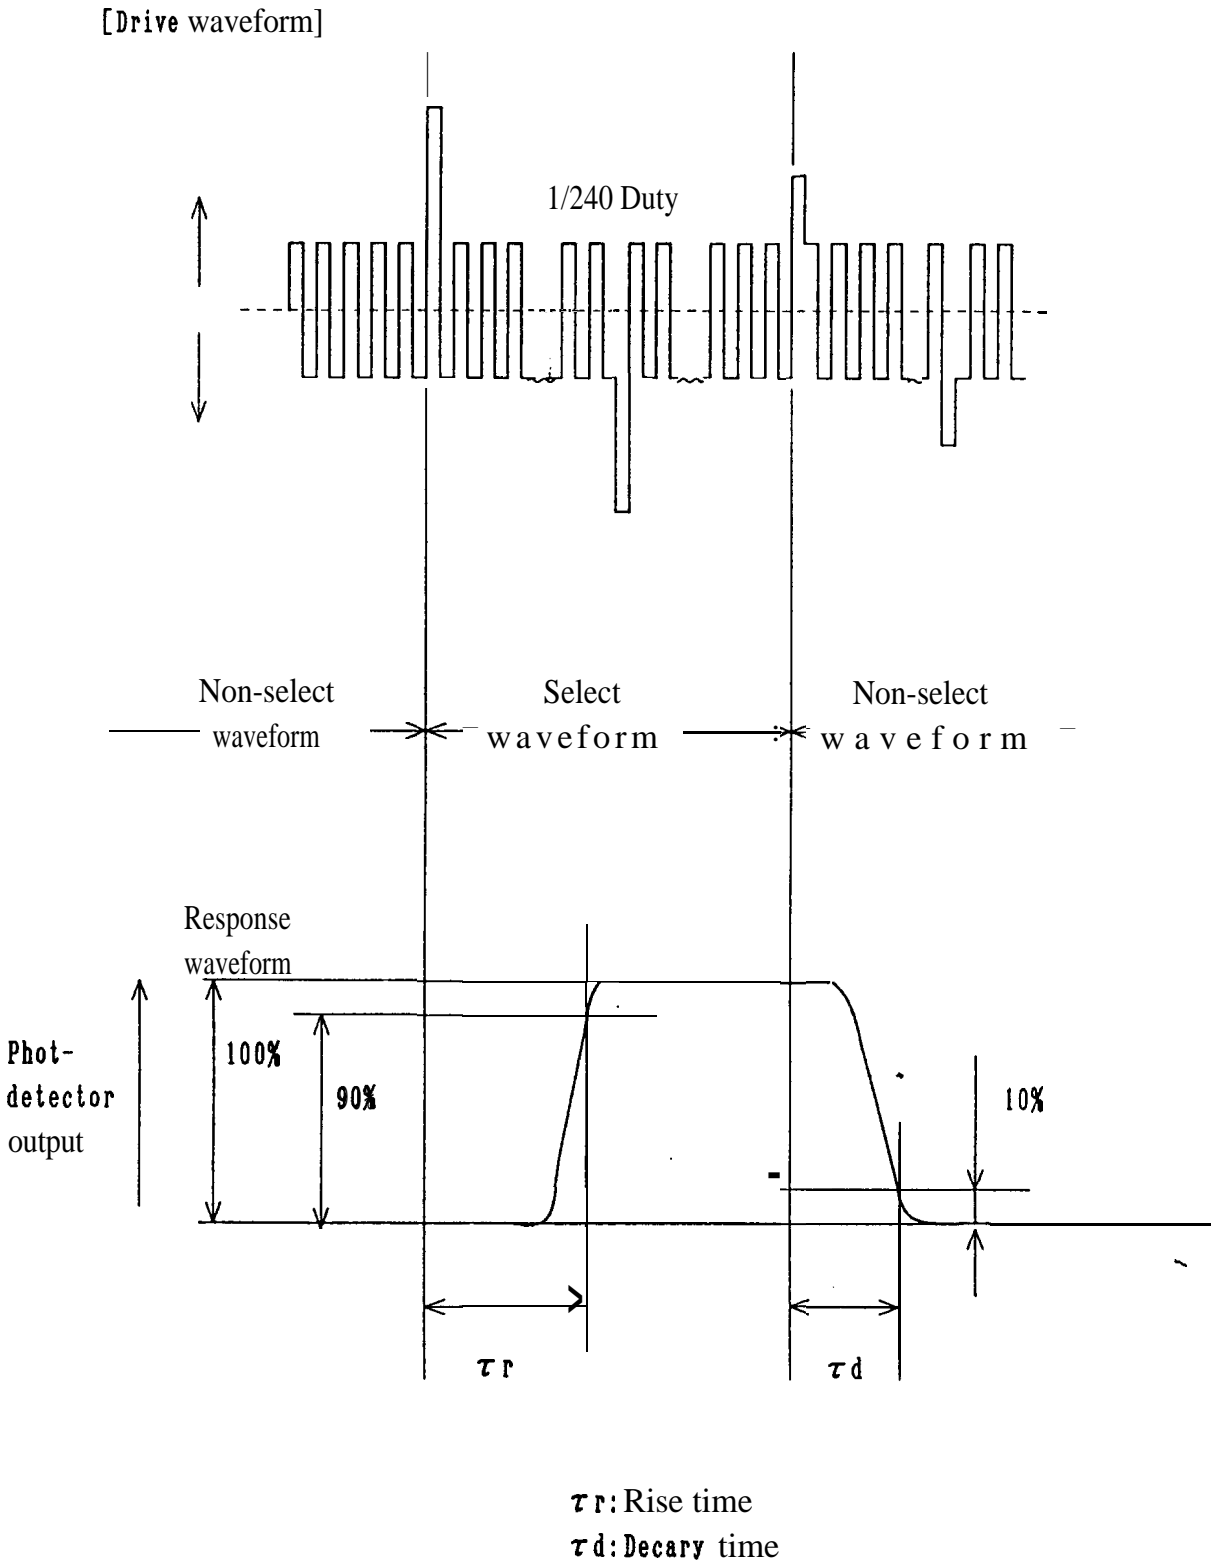 [Drive waveform]
1/240 Duty
Non-select
waveform
Select
waveform
Non-select
waveform
Response
waveform
Phot-
detector
output
100%
90%
10%
τr
τd
τr:Rise time
τd:Decary time